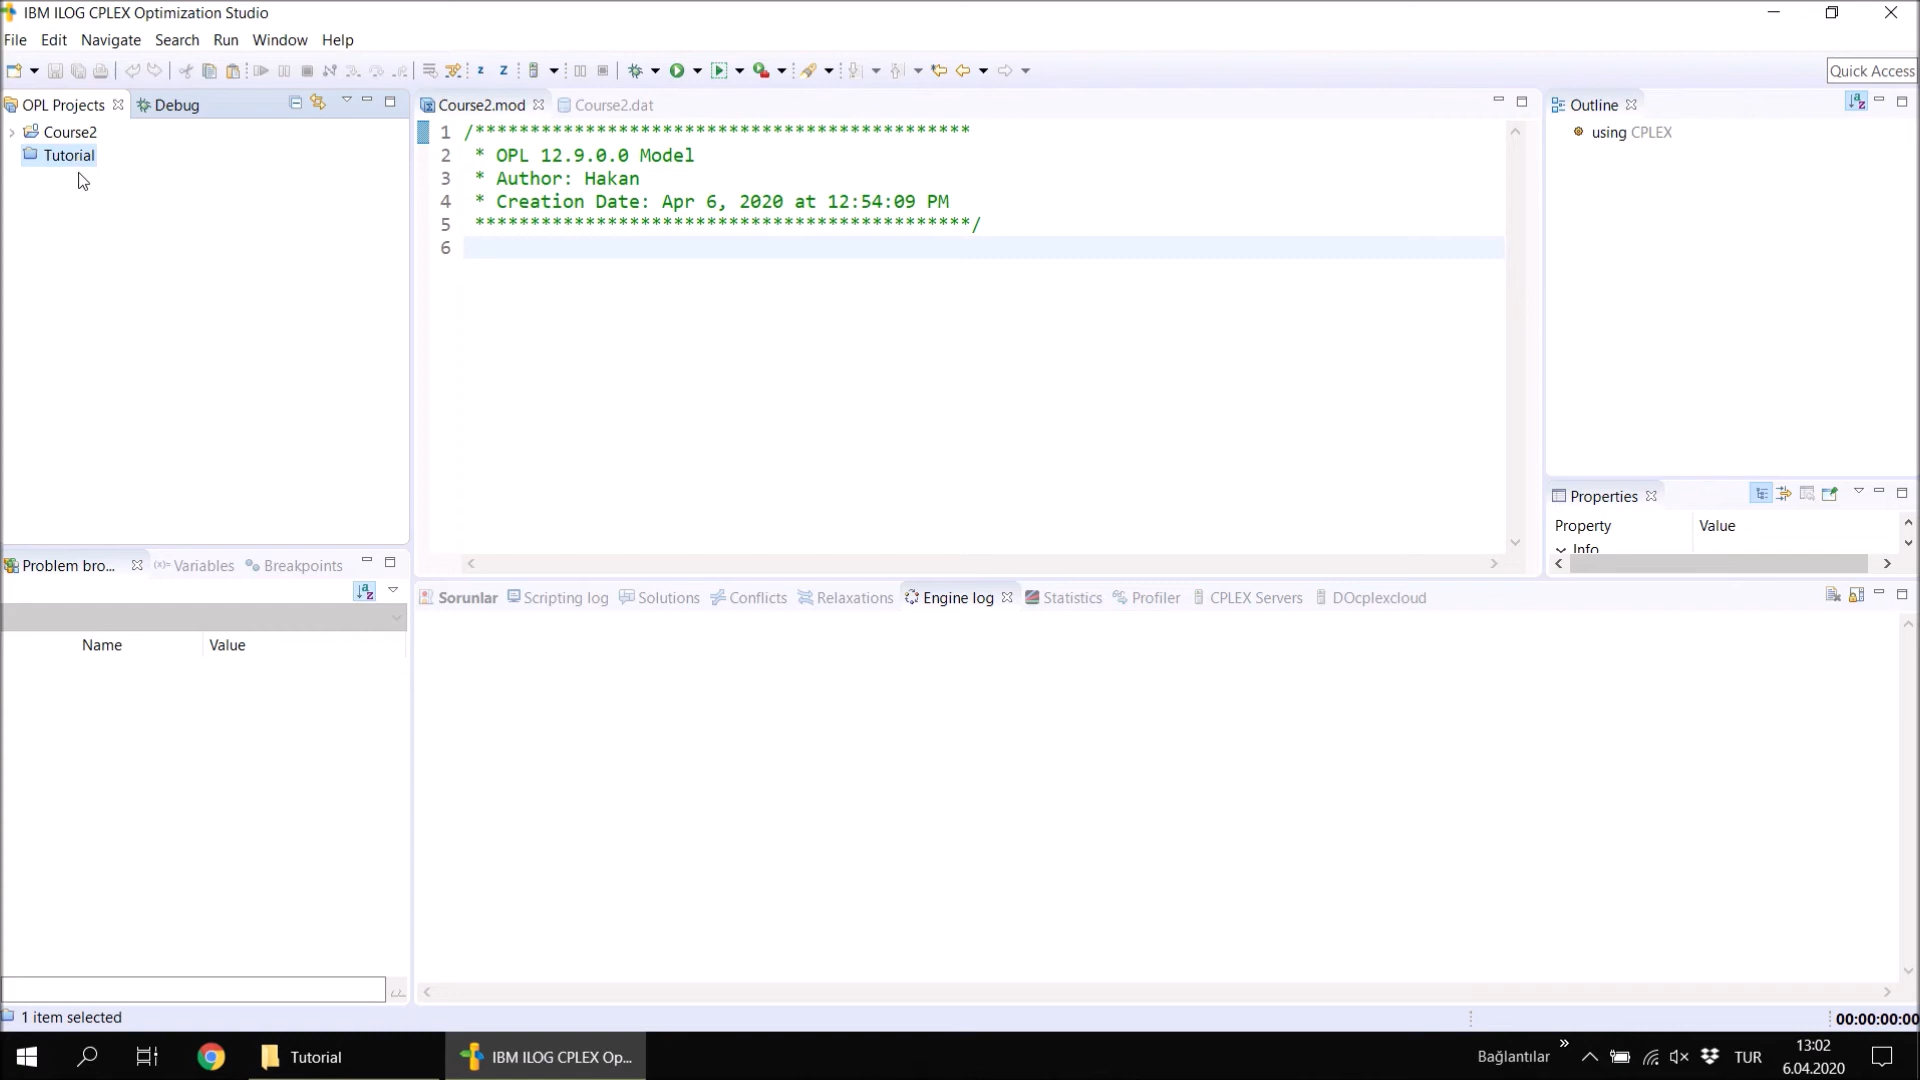 IBM ILOG CPLEX Optimization Studio
File Edit Navigate Search Run Window Help
Quick Access
OPL Projects
Debug
Course2
Tutorial
Course2.mod
Course2.dat
1 /*********************************************
2 * OPL 12.9.0.0 Model
3 * Author: Hakan
4 * Creation Date: Apr 6, 2020 at 12:54:09 PM
5 *********************************************/
6
Outline
using CPLEX
Properties
Property Value
Info
Problem bro...
Variables
Breakpoints
Name Value
Sorunlar
Scripting log
Solutions
Conflicts
Relaxations
Engine log
Statistics
Profiler
CPLEX Servers
DOcplexcloud
1 item selected
00:00:00:00
Tutorial
IBM ILOG CPLEX Op...
Bağlantılar
TUR
13:02
6.04.2020